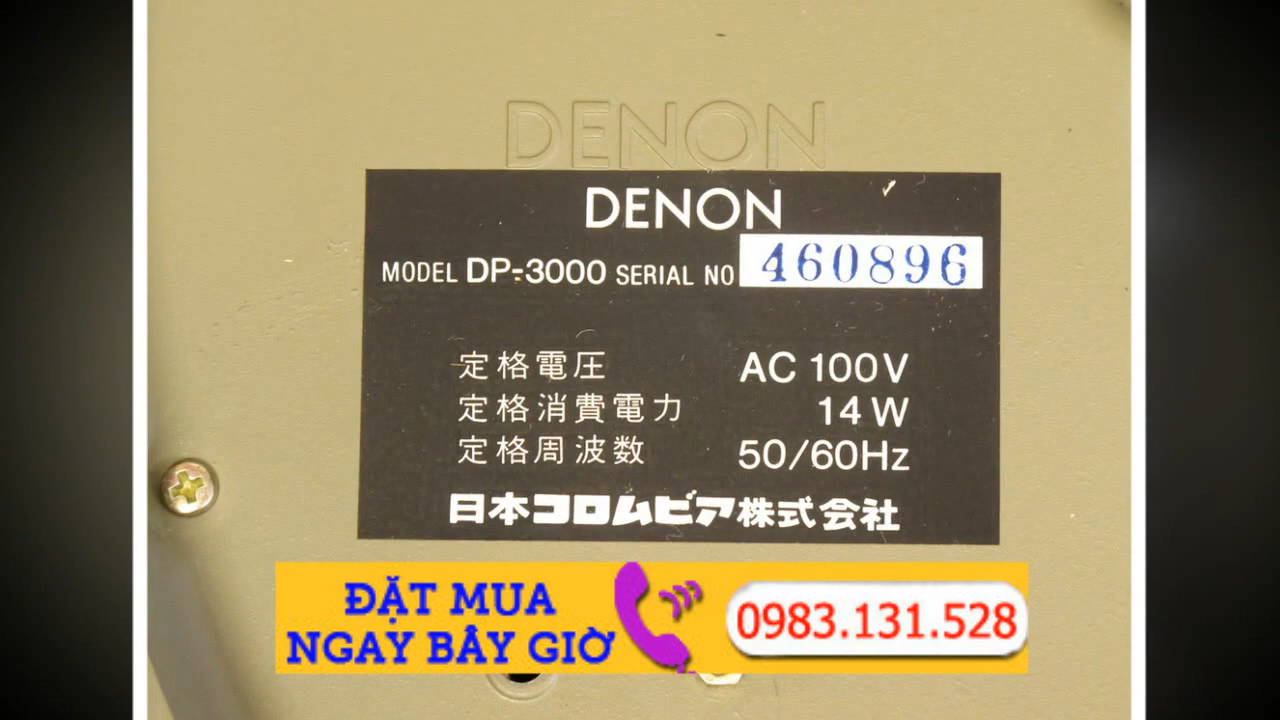 DENON
DENON
MODEL DP-3000 SERIAL NO 460896
定格電圧 AC 100V
定格消費電力 14 W
定格周波数 50/60Hz
日本コロムビア株式会社
ĐẶT MUA
NGAY BÂY GIỜ
0983.131.528